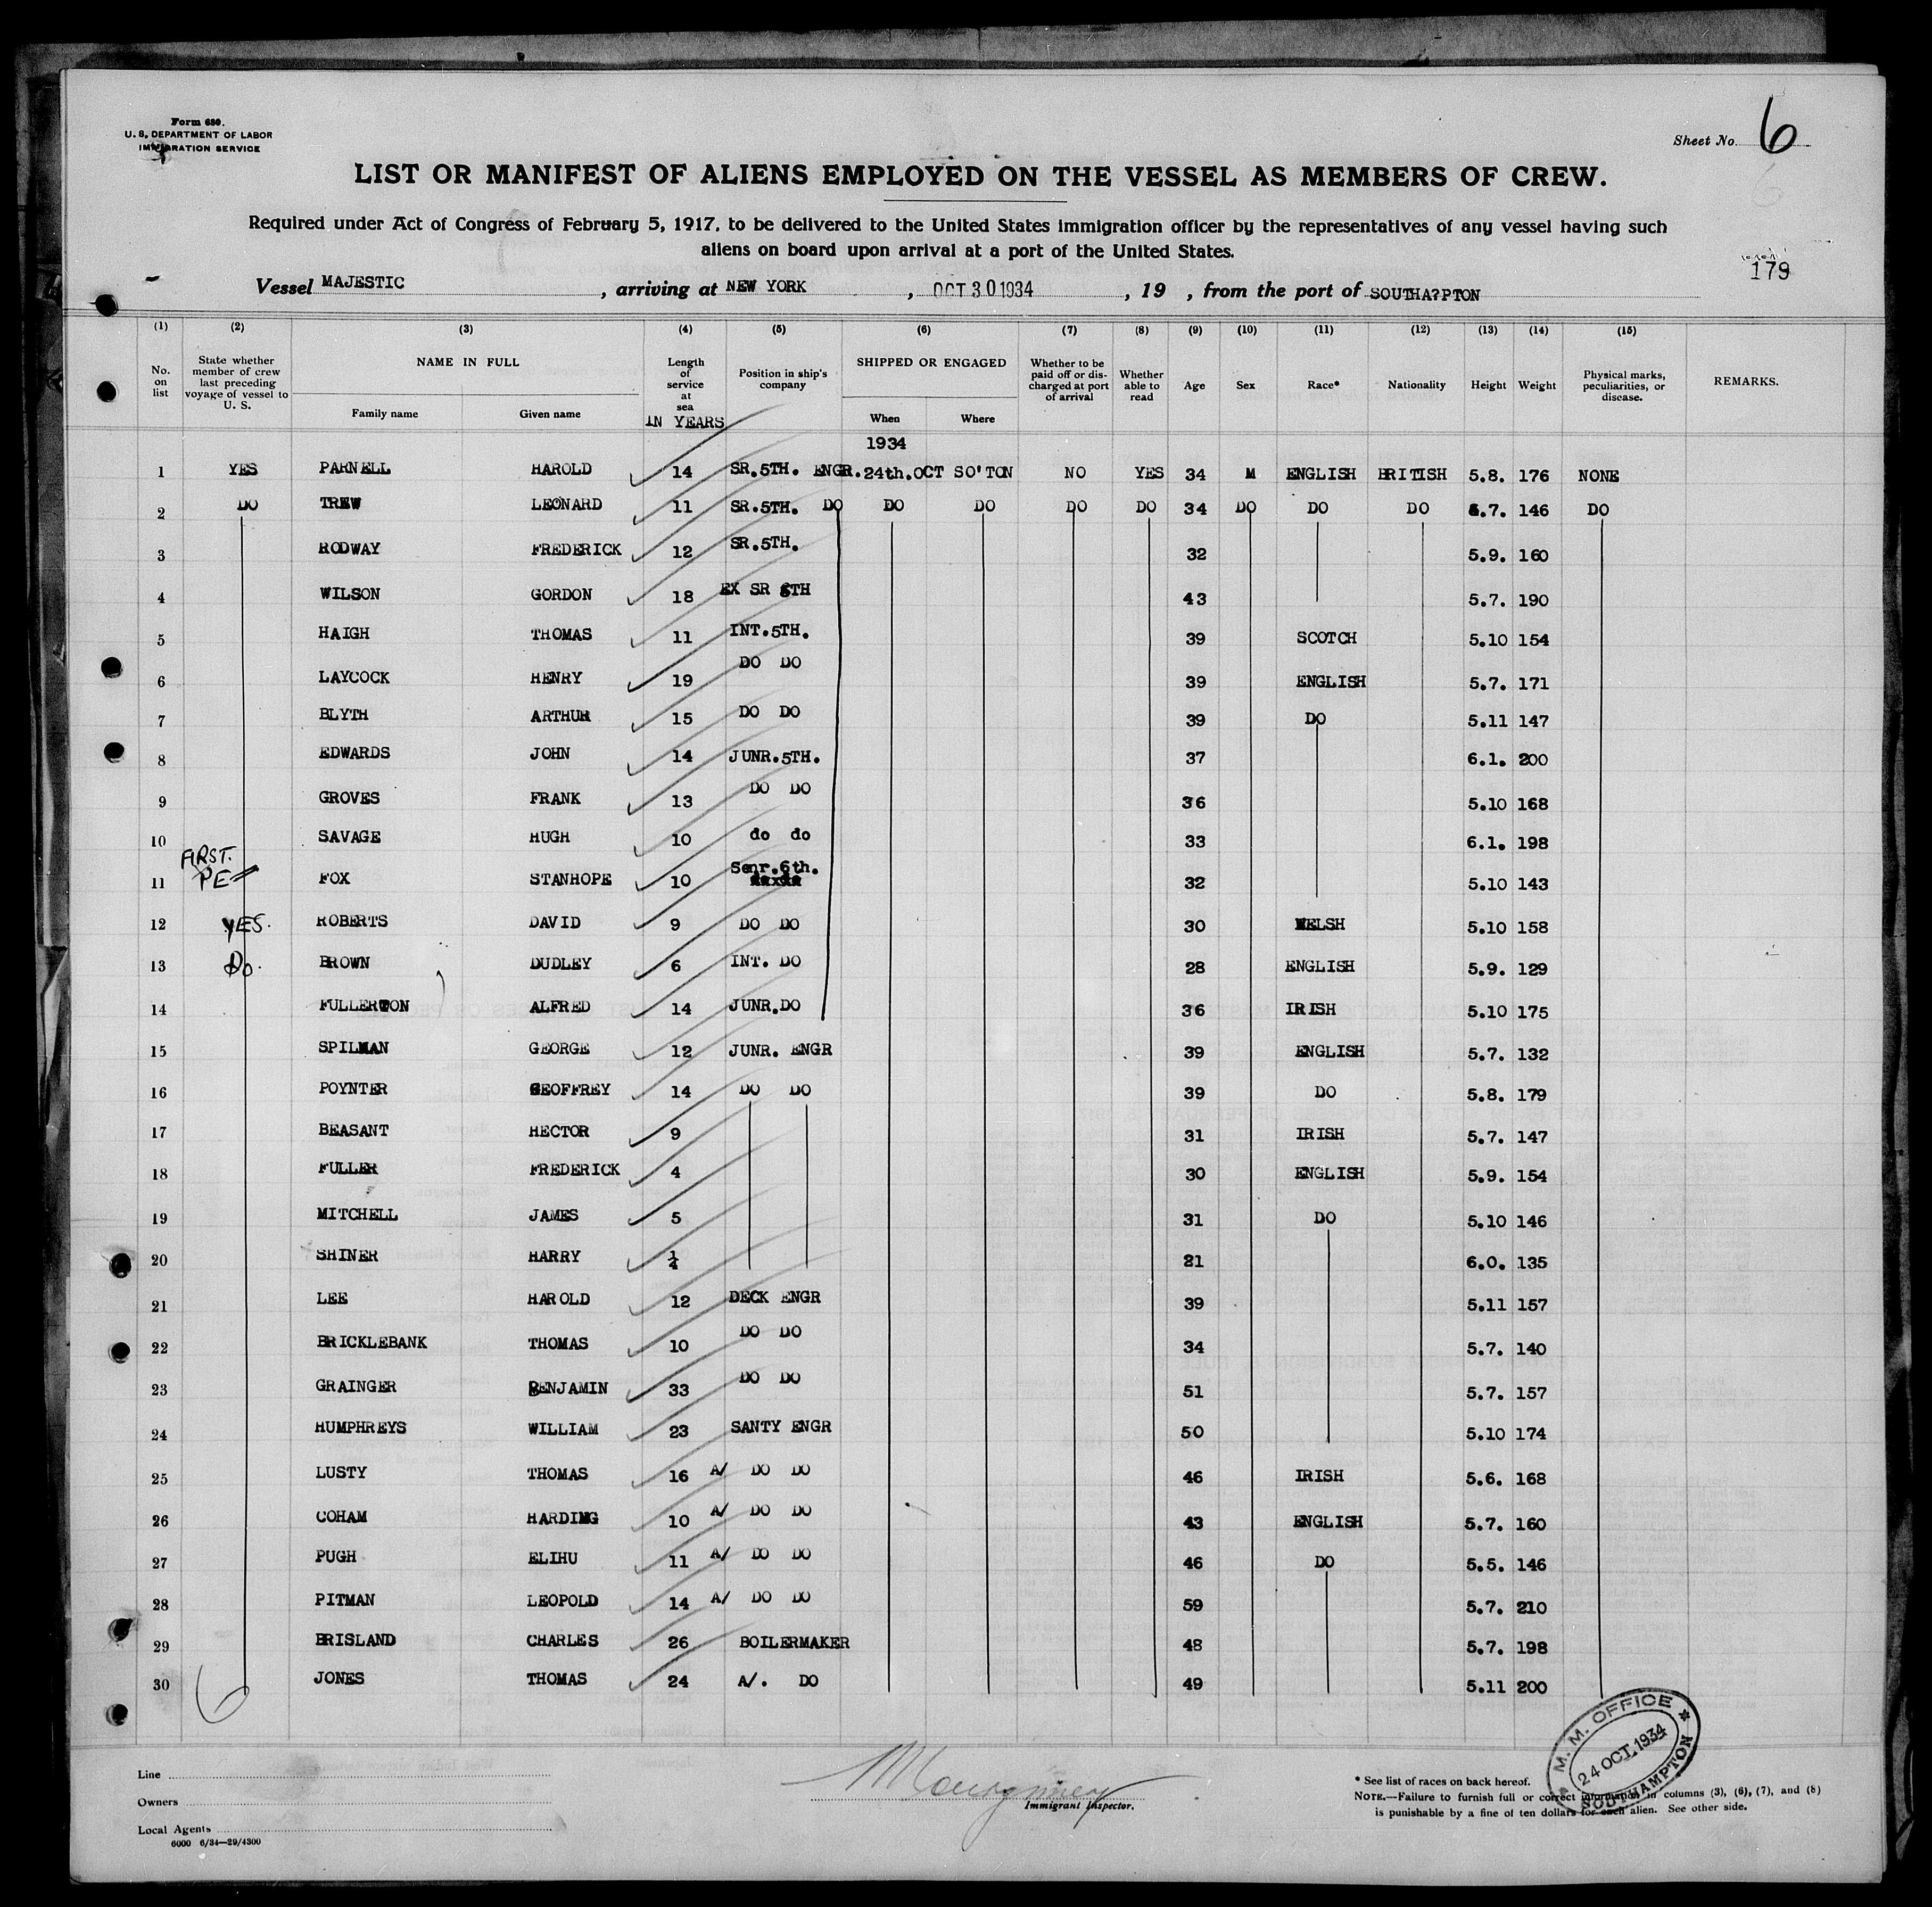 Form 680.
U. S. DEPARTMENT OF LABOR
IMMIGRATION SERVICE
Sheet No. 6
LIST OR MANIFEST OF ALIENS EMPLOYED ON THE VESSEL AS MEMBERS OF CREW.
Required under Act of Congress of February 5, 1917, to be delivered to the United States immigration officer by the representatives of any vessel having such
aliens on board upon arrival at a port of the United States.
179
Vessel MAJESTIC , arriving at NEW YORK , OCT 30 1934 , 19 , from the port of SOUTHA?PTON
(1) (2) (3) (4) (5) (6) (7) (8) (9) (10) (11) (12) (13) (14) (15)
No. on list
State whether member of crew last preceding voyage of vessel to U. S.
NAME IN FULL
Family name Given name
Length of service at sea
IN YEARS
Position in ship's company
SHIPPED OR ENGAGED
When Where
Whether to be paid off or discharged at port of arrival
Whether able to read
Age Sex Race* Nationality Height Weight
Physical marks, peculiarities, or disease.
REMARKS.
1934
1 YES PARNELL HAROLD 14 SR.5TH. ENGR. 24th.OCT SO'TON NO YES 34 M ENGLISH BRITISH 5.8. 176 NONE
2 DO TREW LEONARD 11 SR.5TH. DO DO DO DO DO 34 DO DO DO 5.7. 146 DO
3 RODWAY FREDERICK 12 SR.5TH. 32 5.9. 160
4 WILSON GORDON 18 EX SR 5TH 43 5.7. 190
5 HAIGH THOMAS 11 INT.5TH. 39 SCOTCH 5.10 154
6 LAYCOCK HENRY 19 DO DO 39 ENGLISH 5.7. 171
7 BLYTH ARTHUR 15 DO DO 39 DO 5.11 147
8 EDWARDS JOHN 14 JUNR.5TH. 37 6.1. 200
9 GROVES FRANK 13 DO DO 36 5.10 168
10 SAVAGE HUGH 10 do do 33 6.1. 198
FIRST.
11 FOX STANHOPE 10 Senr.6th. 32 5.10 143
12 YES. ROBERTS DAVID 9 DO DO 30 WELSH 5.10 158
13 Do. BROWN DUDLEY 6 INT. DO 28 ENGLISH 5.9. 129
14 FULLERTON ALFRED 14 JUNR.DO 36 IRISH 5.10 175
15 SPILMAN GEORGE 12 JUNR. ENGR 39 ENGLISH 5.7. 132
16 POYNTER GEOFFREY 14 DO DO 39 DO 5.8. 179
17 BEASANT HECTOR 9 31 IRISH 5.7. 147
18 FULLER FREDERICK 4 30 ENGLISH 5.9. 154
19 MITCHELL JAMES 5 31 DO 5.10 146
20 SHINER HARRY ¼ 21 6.0. 135
21 LEE HAROLD 12 DECK ENGR 39 5.11 157
22 BRICKLEBANK THOMAS 10 DO DO 34 5.7. 140
23 GRAINGER BENJAMIN 33 DO DO 51 5.7. 157
24 HUMPHREYS WILLIAM 23 SANTY ENGR 50 5.10 174
25 LUSTY THOMAS 16 A/ DO DO 46 IRISH 5.6. 168
26 COHAM HARDING 10 A/ DO DO 43 ENGLISH 5.7. 160
27 PUGH ELIHU 11 A/ DO DO 46 DO 5.5. 146
28 PITMAN LEOPOLD 14 A/ DO DO 59 5.7. 210
29 BRISLAND CHARLES 26 BOILERMAKER 48 5.7. 198
30 JONES THOMAS 24 A/. DO 49 5.11 200
6
M. M. OFFICE
24 OCT. 1934
SOUTHAMPTON
Line
Owners
Local Agents
6000 6/34—29/4300
Immigrant Inspector.
* See list of races on back hereof.
NOTE.—Failure to furnish full or correct information in columns (3), (6), (7), and (8)
is punishable by a fine of ten dollars for each alien. See other side.